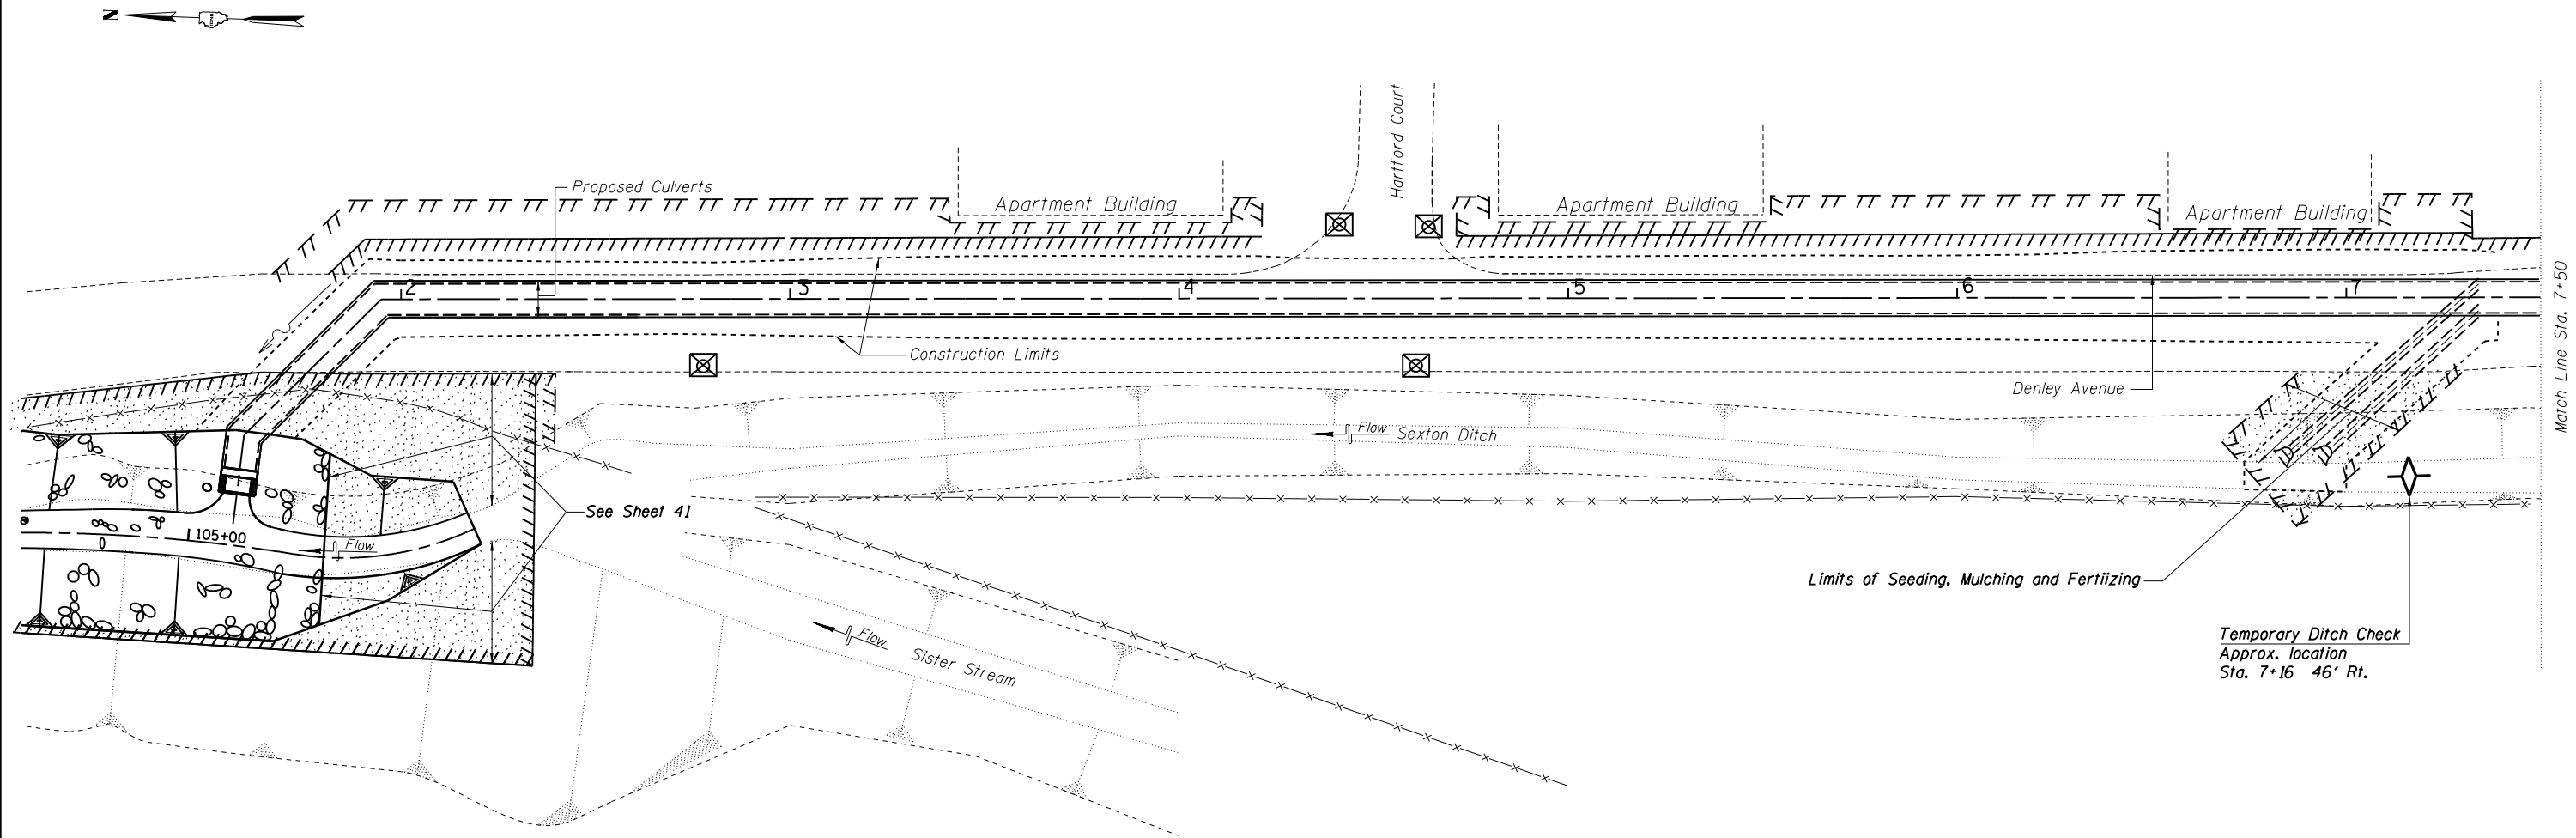 N
Hartford Court
Proposed Culverts
Apartment Building
Apartment Building
Apartment Building
2
3
4
5
6
7
Match Line Sta. 7+50
Construction Limits
Denley Avenue
Flow
Sexton Ditch
See Sheet 41
105+00
Flow
Limits of Seeding, Mulching and Fertiizing
Flow
Sister Stream
Temporary Ditch Check
Approx. location
Sta. 7+16 46' Rt.
D
D